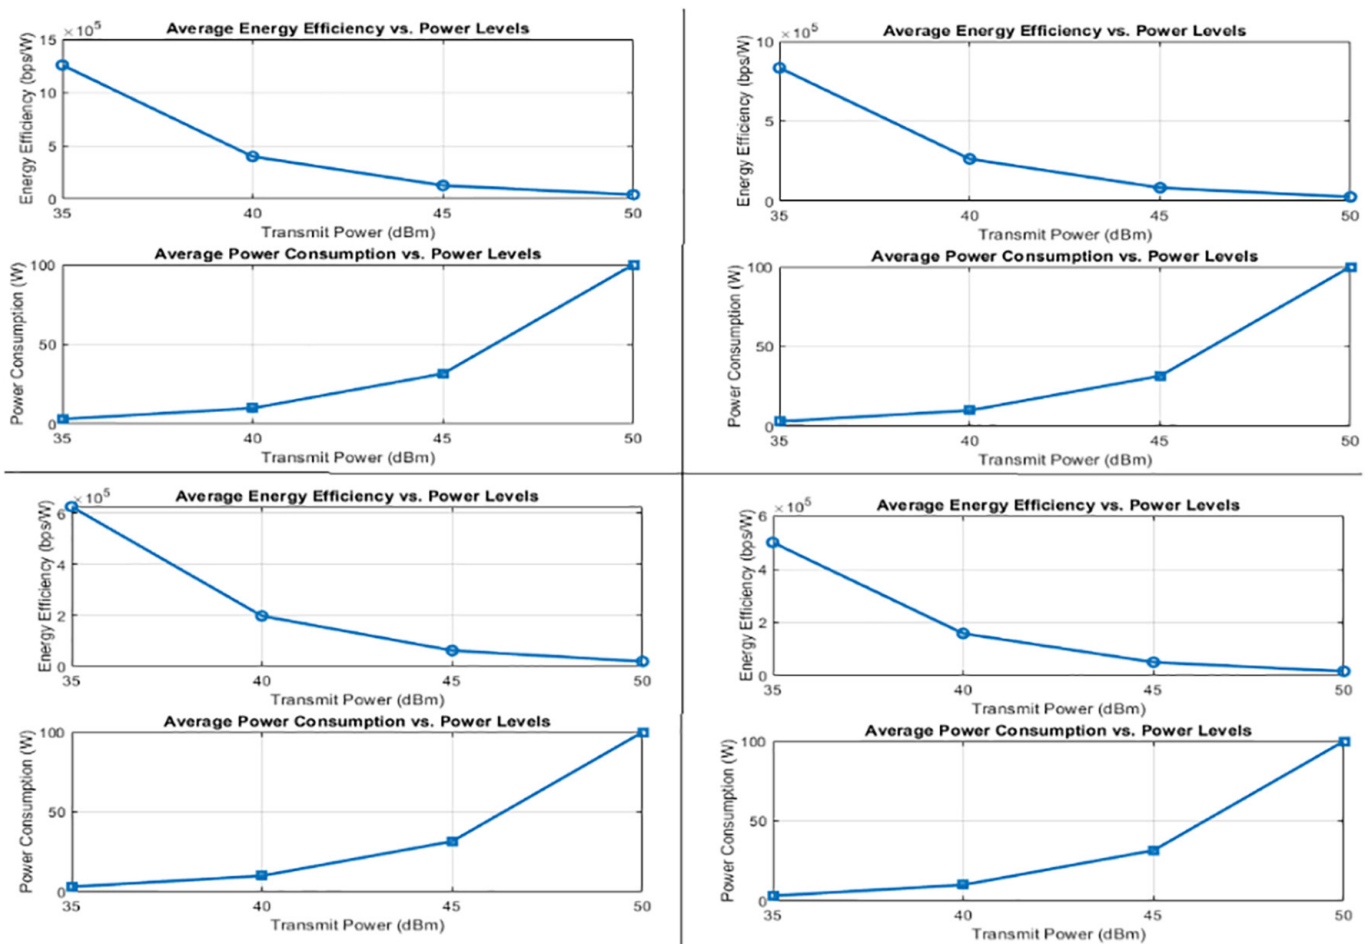 Average Energy Efficiency vs. Power Levels
× 10^5
Energy Efficiency (bps/W)
15
10
5
0
35 40 45 50
Transmit Power (dBm)
Average Power Consumption vs. Power Levels
Power Consumption (W)
100
50
0
35 40 45 50
Transmit Power (dBm)
Average Energy Efficiency vs. Power Levels
× 10^5
Energy Efficiency (bps/W)
10
5
0
35 40 45 50
Transmit Power (dBm)
Average Power Consumption vs. Power Levels
Power Consumption (W)
100
50
0
35 40 45 50
Transmit Power (dBm)
Average Energy Efficiency vs. Power Levels
× 10^5
Energy Efficiency (bps/W)
6
4
2
0
35 40 45 50
Transmit Power (dBm)
Average Power Consumption vs. Power Levels
Power Consumption (W)
100
50
0
35 40 45 50
Transmit Power (dBm)
Average Energy Efficiency vs. Power Levels
× 10^5
Energy Efficiency (bps/W)
6
4
2
0
35 40 45 50
Transmit Power (dBm)
Average Power Consumption vs. Power Levels
Power Consumption (W)
100
50
0
35 40 45 50
Transmit Power (dBm)